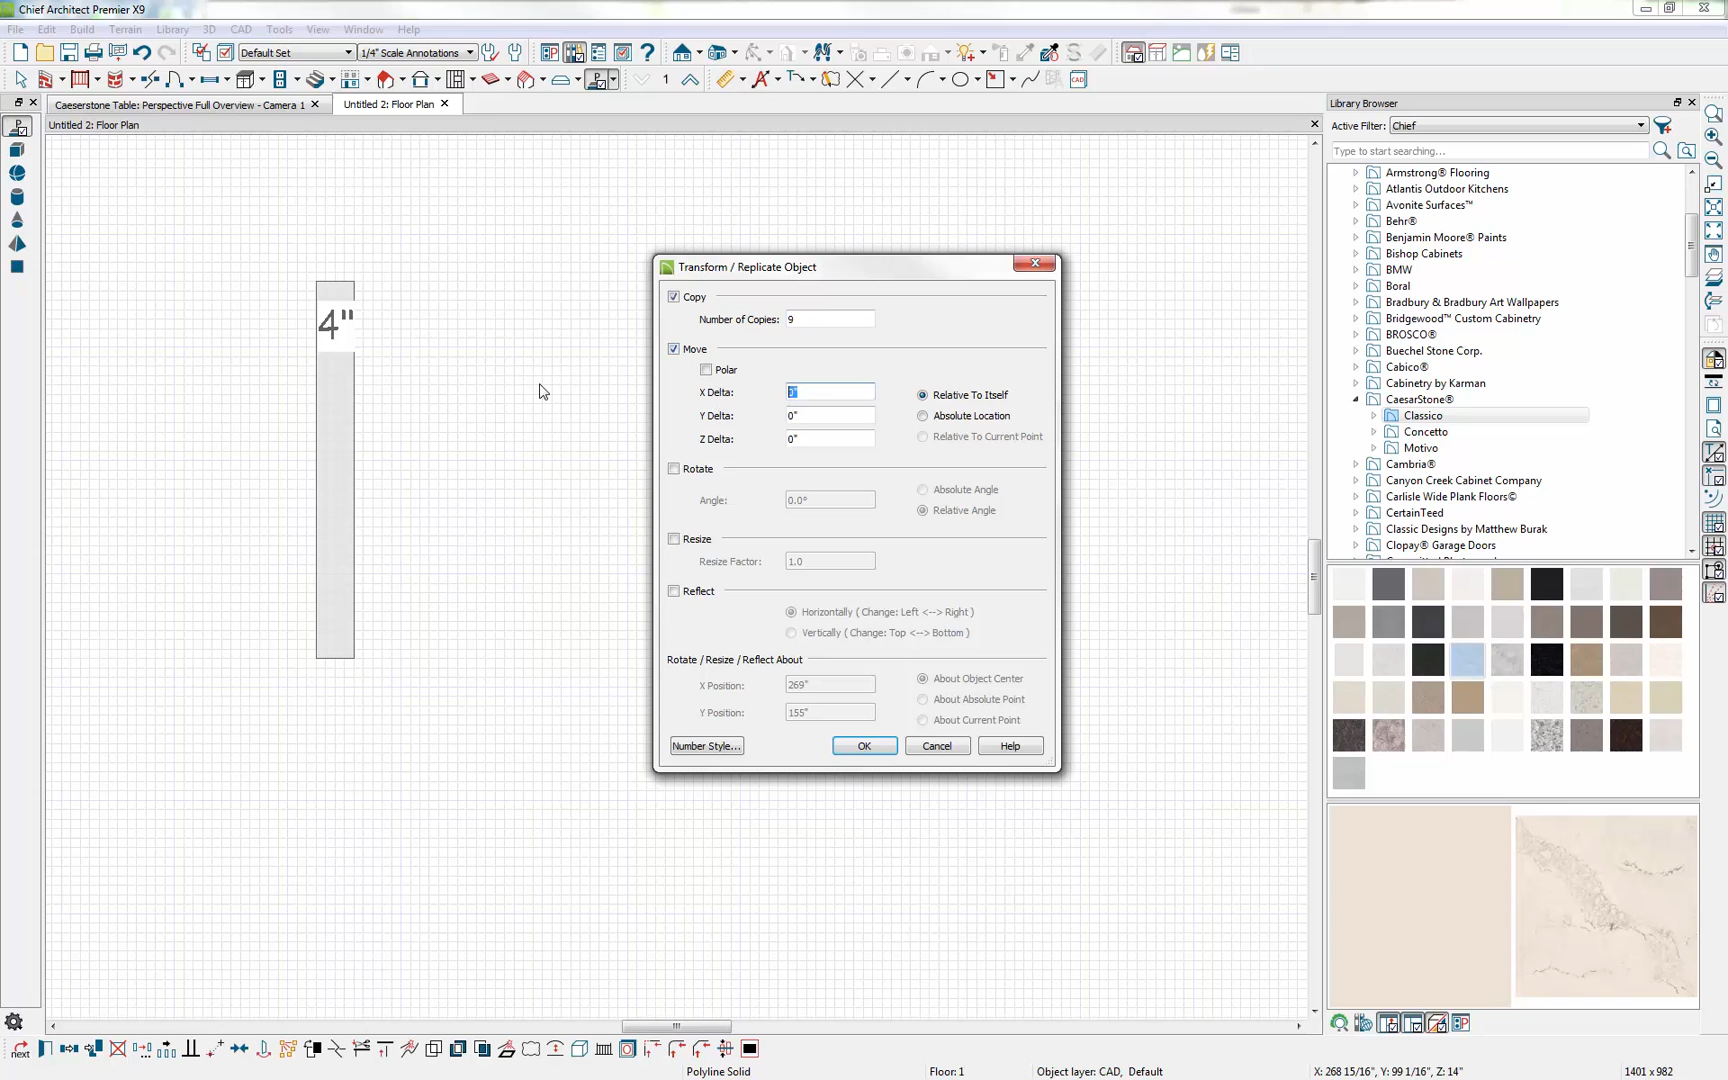 Chief Architect Premier X9
File Edit Build Terrain Library 3D CAD Tools View Window Help
Default Set 1/4" Scale Annotations
1
Caeserstone Table: Perspective Full Overview - Camera 1 Untitled 2: Floor Plan
Untitled 2: Floor Plan
4"
Transform / Replicate Object
Copy
Number of Copies: 9
Move
Polar
X Delta: 0" Relative To Itself
Y Delta: 0" Absolute Location
Z Delta: 0" Relative To Current Point
Rotate
Angle: 0.0° Absolute Angle
Relative Angle
Resize
Resize Factor: 1.0
Reflect
Horizontally ( Change: Left <--> Right )
Vertically ( Change: Top <--> Bottom )
Rotate / Resize / Reflect About
X Position: 269" About Object Center
About Absolute Point
Y Position: 155" About Current Point
Number Style... OK Cancel Help
Library Browser
Active Filter: Chief
Type to start searching...
Armstrong® Flooring
Atlantis Outdoor Kitchens
Avonite Surfaces™
Behr®
Benjamin Moore® Paints
Bishop Cabinets
BMW
Boral
Bradbury & Bradbury Art Wallpapers
Bridgewood™ Custom Cabinetry
BROSCO®
Buechel Stone Corp.
Cabico®
Cabinetry by Karman
CaesarStone®
Classico
Concetto
Motivo
Cambria®
Canyon Creek Cabinet Company
Carlisle Wide Plank Floors©
CertainTeed
Classic Designs by Matthew Burak
Clopay® Garage Doors
next
Polyline Solid Floor: 1 Object layer: CAD, Default X: 268 15/16", Y: 99 1/16", Z: 14" 1401 x 982